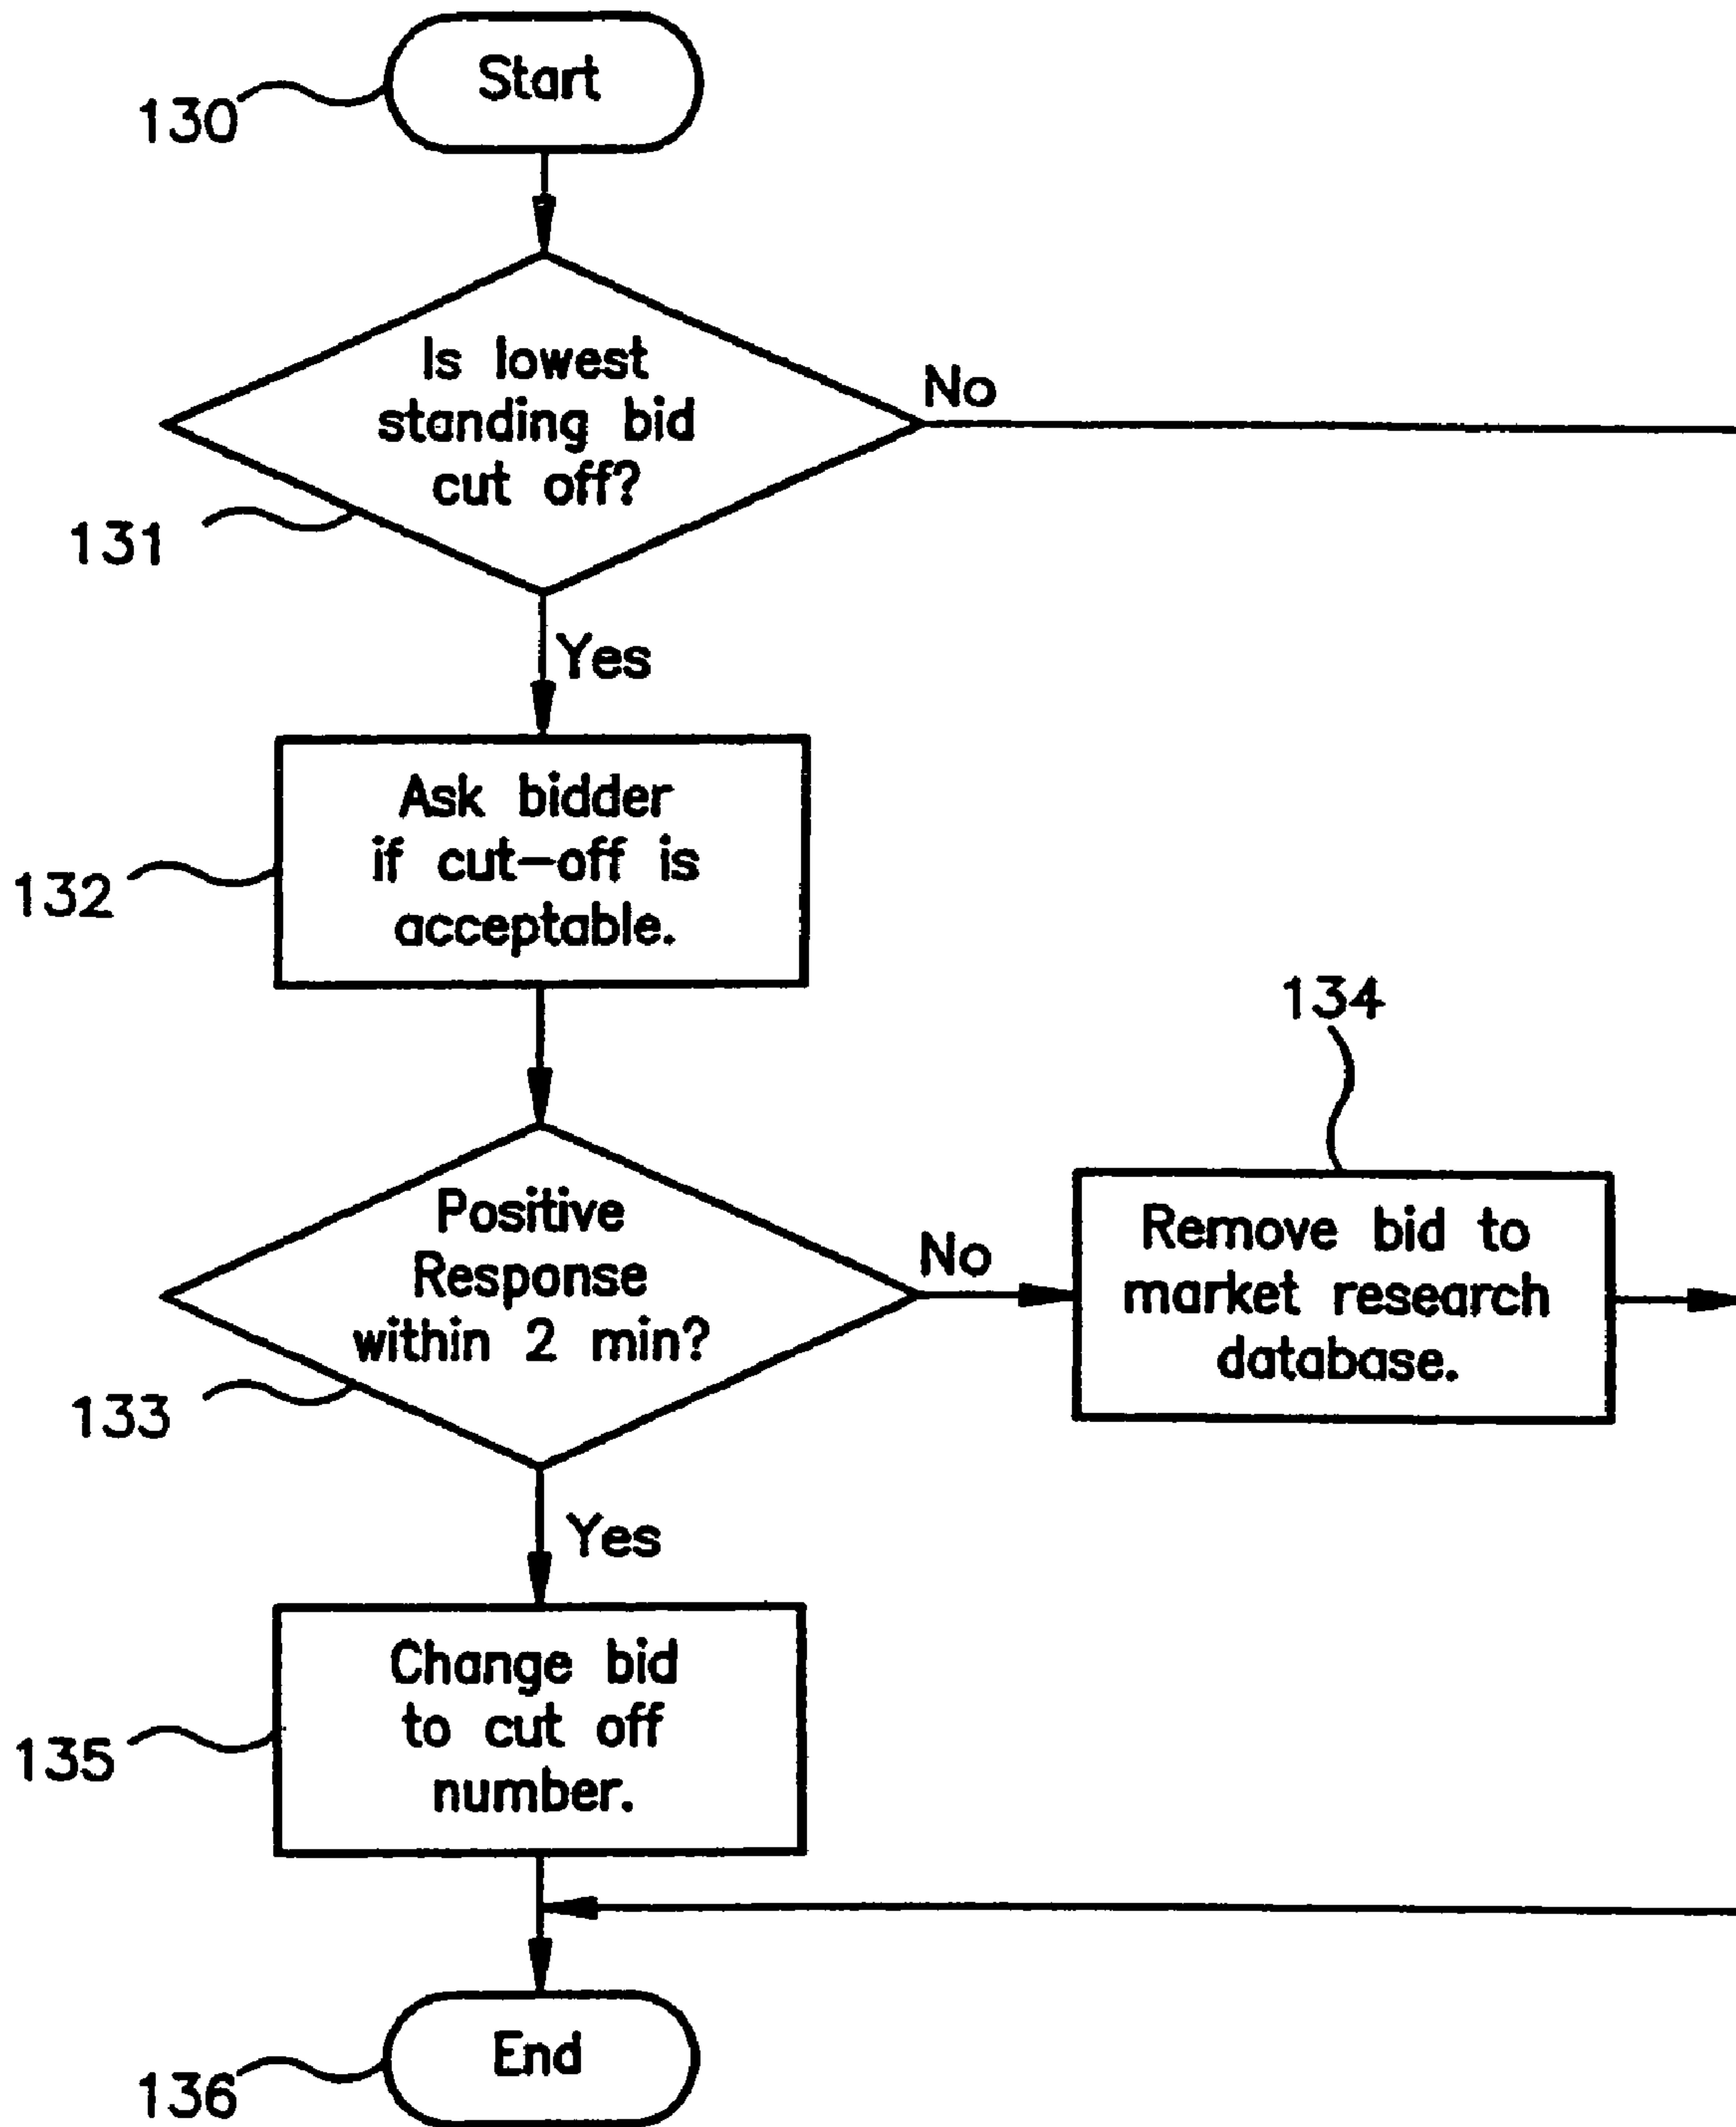 Start
130
Is lowest
standing bid
cut off?
No
131
Yes
Ask bidder
if cut-off is
acceptable.
132
134
Positive
Response
within 2 min?
No
Remove bid to
market research
database.
133
Yes
Change bid
to cut off
number.
135
End
136